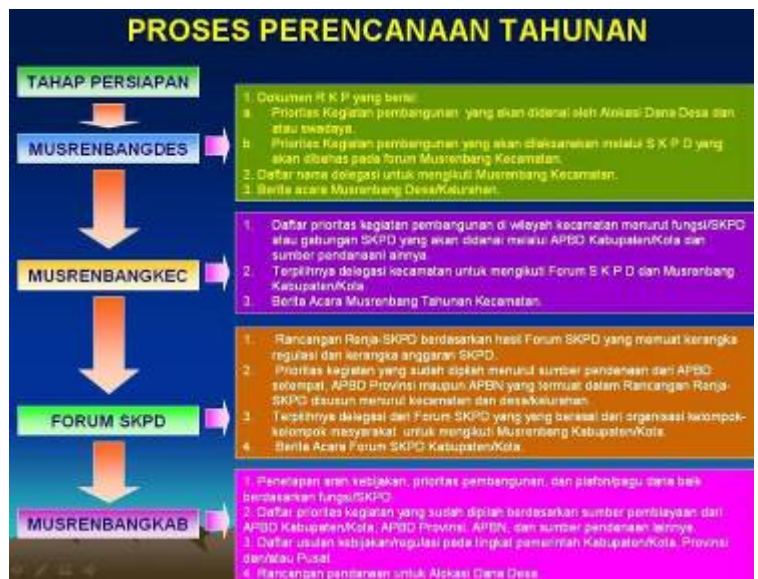 PROSES PERENCANAAN TAHUNAN
TAHAP PERSIAPAN
1. Dokumen R K P yang berisi:
a. Prioritas Kegiatan pembangunan yang akan didanai oleh Alokasi Dana Desa dan
atau swadaya.
b. Prioritas Kegiatan pembangunan yang akan dilaksanakan melalui S K P D yang
akan dibahas pada forum Musrenbang Kecamatan.
2. Daftar nama delegasi untuk mengikuti Musrenbang Kecamatan.
3. Berita acara Musrenbang Desa/Kelurahan.
MUSRENBANGDES
1. Daftar prioritas kegiatan pembangunan di wilayah kecamatan menurut fungsi/SKPD
atau gabungan SKPD yang akan didanai melalui APBD Kabupaten/Kota dan
sumber pendanaan lainnya
2. Terpilihnya delegasi kecamatan untuk mengikuti Forum S K P D dan Musrenbang
Kabupaten/Kota
3. Berita Acara Musrenbang Tahunan Kecamatan.
MUSRENBANGKEC
1. Rancangan Renja-SKPD berdasarkan hasil Forum SKPD yang memuat kerangka
regulasi dan kerangka anggaran SKPD.
2. Prioritas kegiatan yang sudah dipilah menurut sumber pendanaan dari APBD
setempat, APBD Provinsi maupun APBN yang termuat dalam Rancangan Renja-
SKPD disusun menurut kecamatan dan desa/kelurahan.
3. Terpilihnya delegasi dari Forum SKPD yang yang berasal dari organisasi kelompok-
kelompok masyarakat untuk mengikuti Musrenbang Kabupaten/Kota.
4. Berita Acara Forum SKPD Kabupaten/Kota.
FORUM SKPD
1. Penetapan arah kebijakan, prioritas pembangunan, dan plafon/pagu dana baik
berdasarkan fungsi/SKPD.
2. Daftar prioritas kegiatan yang sudah dipilah berdasarkan sumber pembiayaan dari
APBD Kabupaten/Kota, APBD Provinsi, APBN, dan sumber pendanaan lainnya.
3. Daftar usulan kebijakan/regulasi pada tingkat pemerintah Kabupaten/Kota, Provinsi
dan/atau Pusat
4. Rancangan pendanaan untuk Alokasi Dana Desa
MUSRENBANGKAB